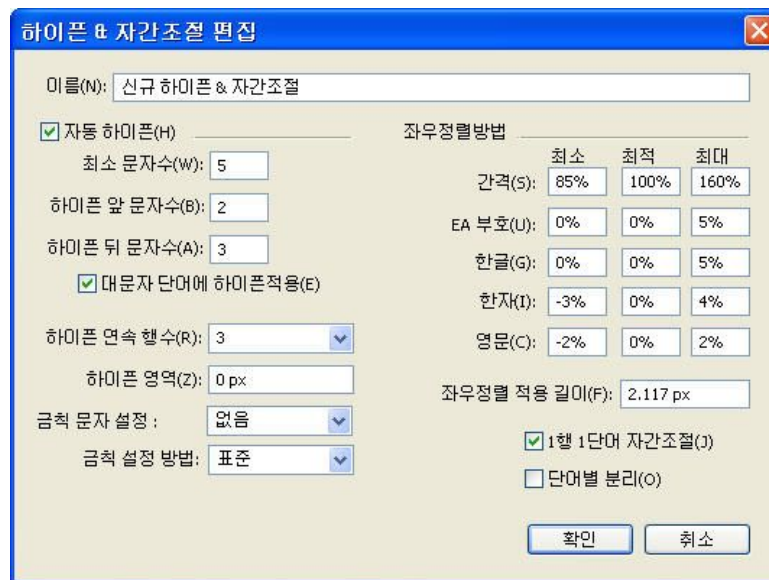 하이픈 & 자간조절 편집
이름(N): 신규 하이픈 & 자간조절
자동 하이픈(H)
최소 문자수(W): 5
하이픈 앞 문자수(B): 2
하이픈 뒤 문자수(A): 3
대문자 단어에 하이픈적용(E)
하이픈 연속 행수(R): 3
하이픈 영역(Z): 0 px
금칙 문자 설정 : 없음
금칙 설정 방법: 표준
좌우정렬방법
최소 최적 최대
간격(S): 85% 100% 160%
EA 부호(U): 0% 0% 5%
한글(G): 0% 0% 5%
한자(I): -3% 0% 4%
영문(C): -2% 0% 2%
좌우정렬 적용 길이(F): 2.117 px
1행 1단어 자간조절(J)
단어별 분리(O)
확인 취소